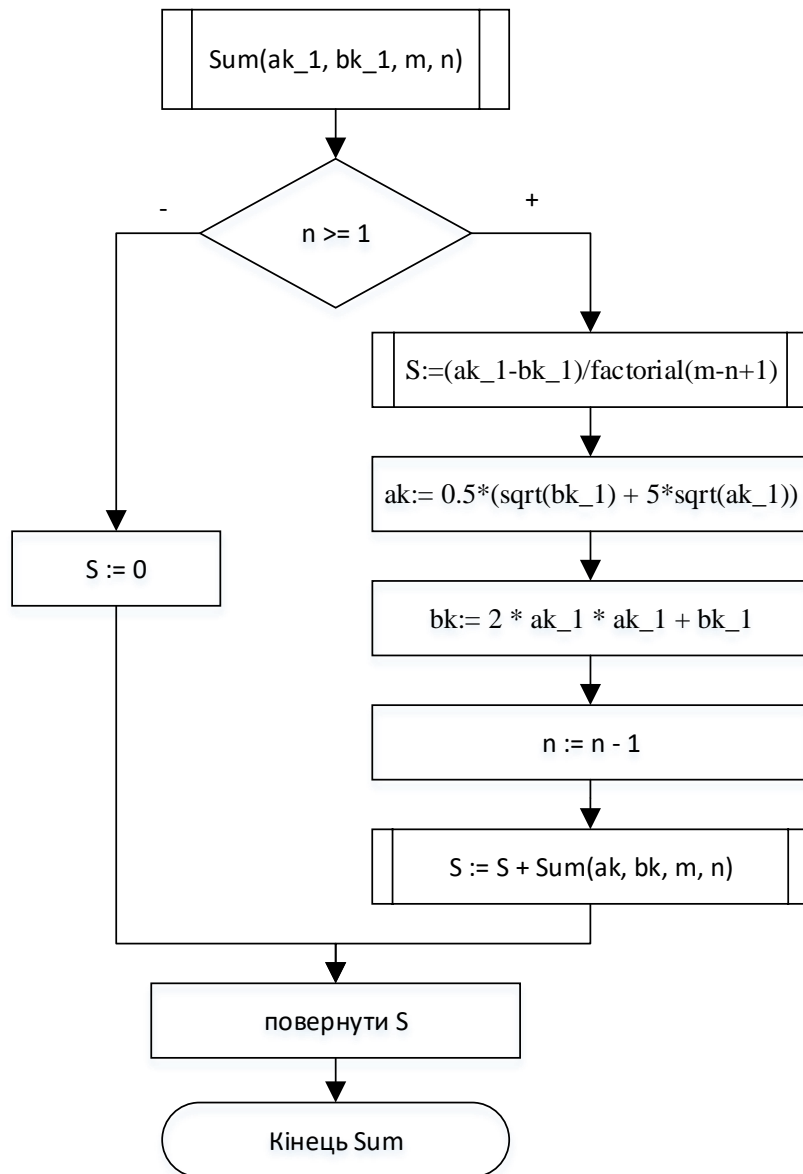 Sum(ak_1, bk_1, m, n)
-
+
n >= 1
S:=(ak_1-bk_1)/factorial(m-n+1)
ak:= 0.5*(sqrt(bk_1) + 5*sqrt(ak_1))
S := 0
bk:= 2 * ak_1 * ak_1 + bk_1
n := n - 1
S := S + Sum(ak, bk, m, n)
повернути S
Кінець Sum